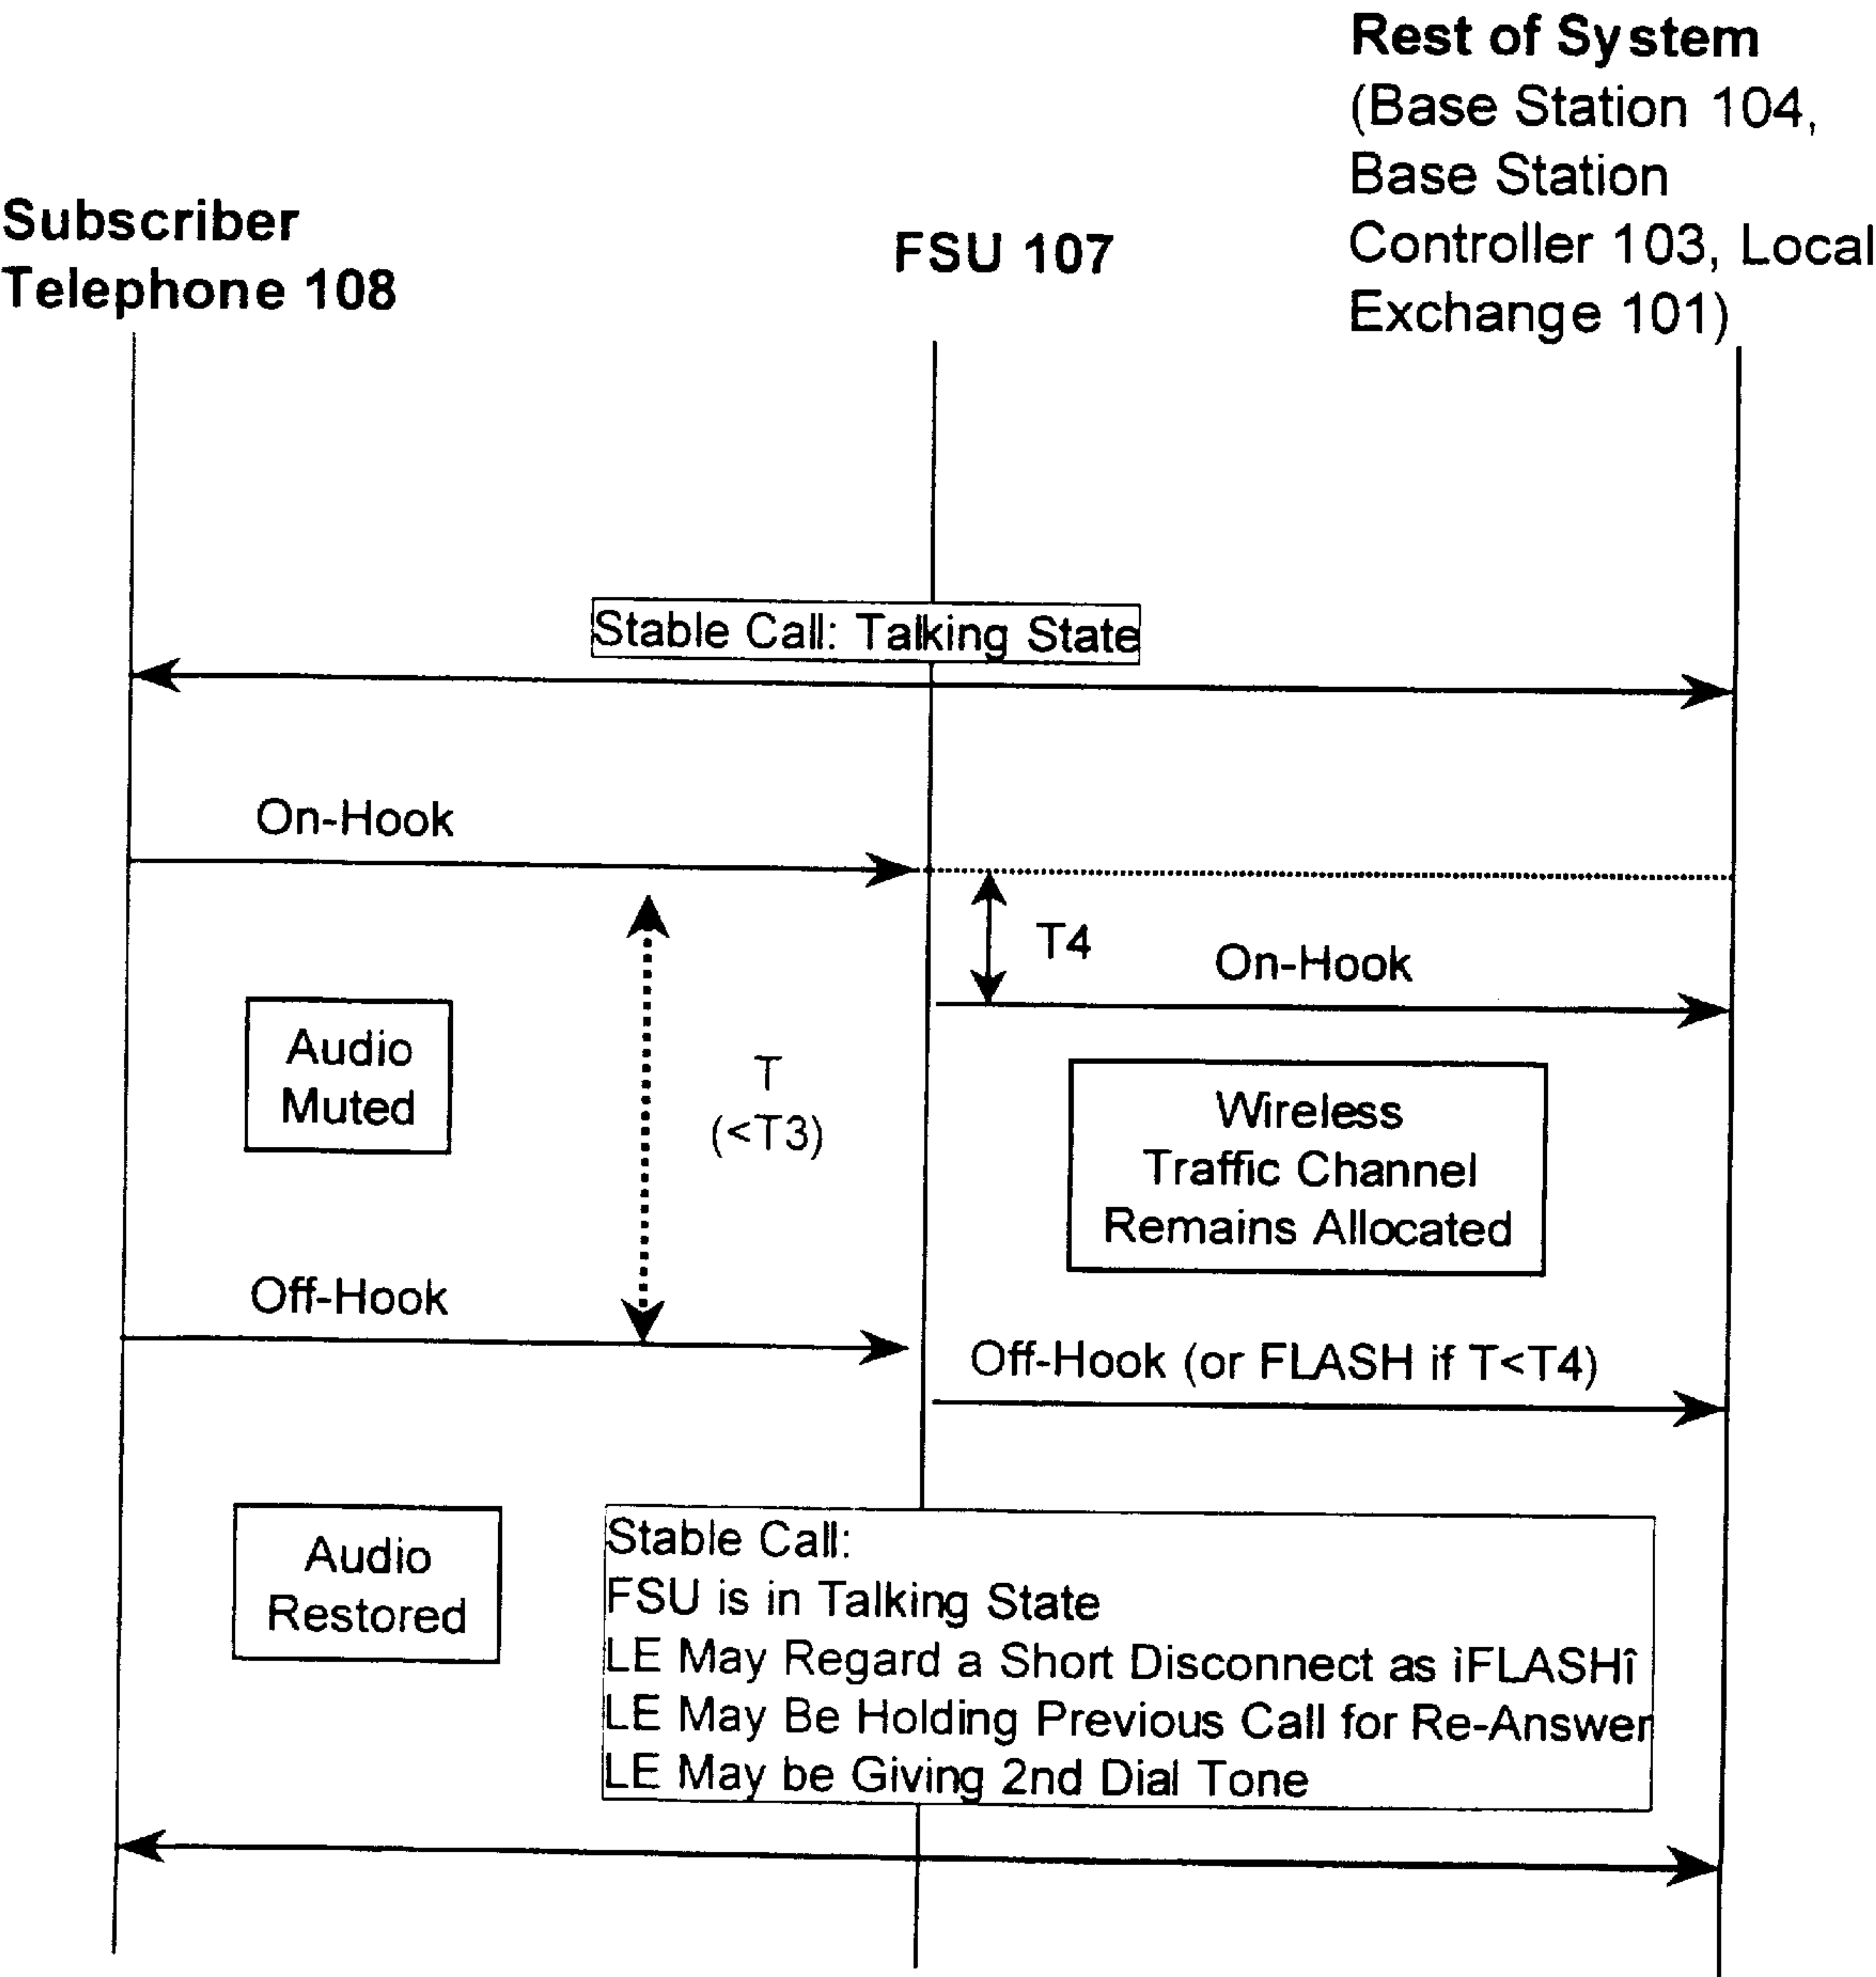 Rest of System
(Base Station 104,
Base Station
Controller 103, Local
Exchange 101)
Subscriber
Telephone 108
FSU 107
Stable Call: Talking State
On-Hook
T4
On-Hook
Audio
Muted
T
(<T3)
Wireless
Traffic Channel
Remains Allocated
Off-Hook
Off-Hook (or FLASH if T<T4)
Audio
Restored
Stable Call:
FSU is in Talking State
LE May Regard a Short Disconnect as ìFLASHî
LE May Be Holding Previous Call for Re-Answer
LE May be Giving 2nd Dial Tone